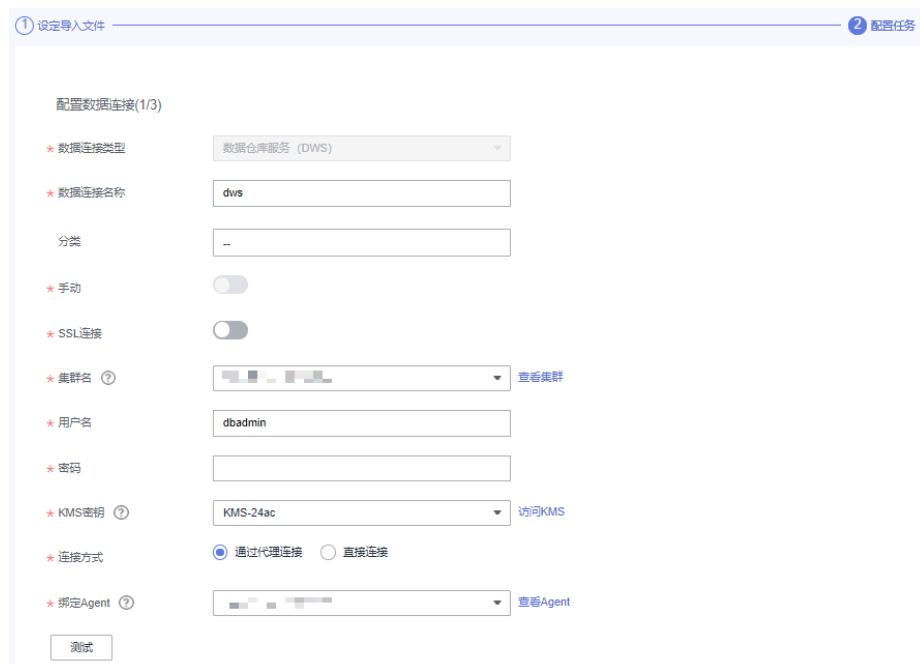 1 设定导入文件 2 配置任务
配置数据连接(1/3)
* 数据连接类型 数据仓库服务 (DWS)
* 数据连接名称 dws
分类 --
* 手动
* SSL连接
* 集群名 ? 查看集群
* 用户名 dbadmin
* 密码
* KMS密钥 ? KMS-24ac 访问KMS
* 连接方式 通过代理连接 直接连接
* 绑定Agent ? 查看Agent
测试